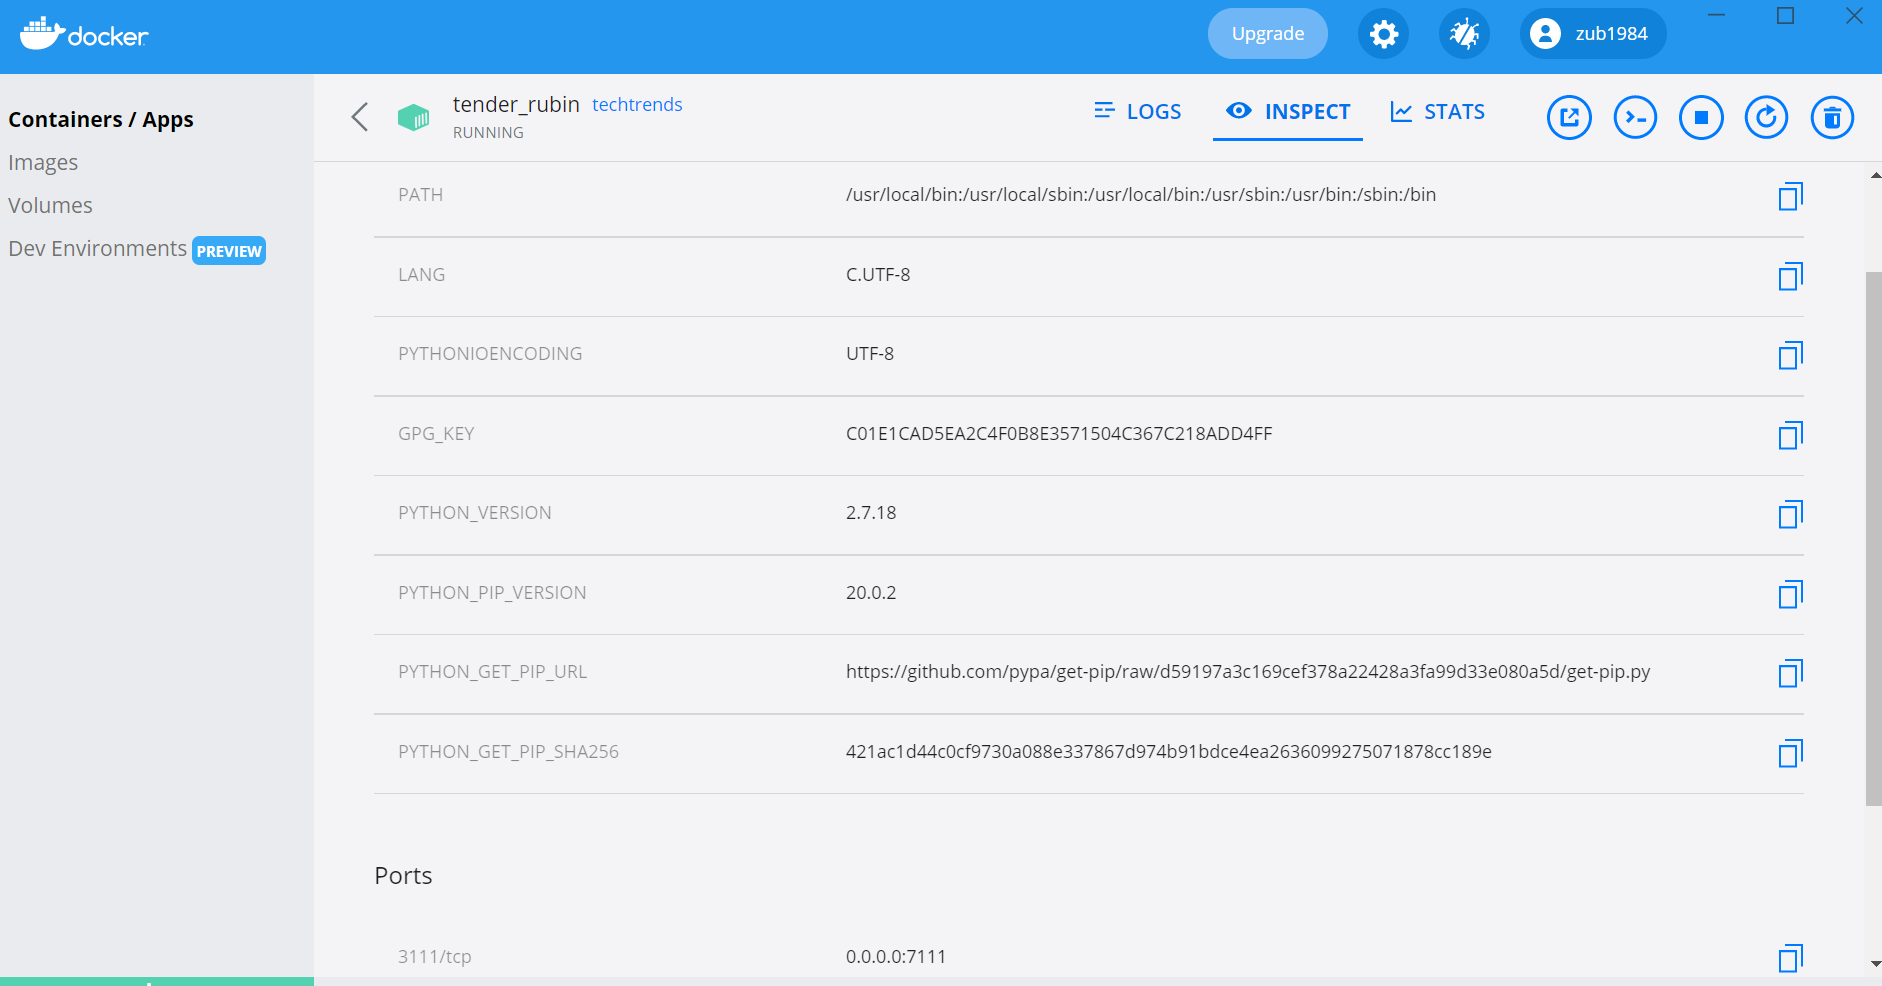 docker
Upgrade
zub1984
Containers / Apps
Images
Volumes
Dev Environments PREVIEW
tender_rubin techtrends
RUNNING
LOGS
INSPECT
STATS
PATH /usr/local/bin:/usr/local/sbin:/usr/local/bin:/usr/sbin:/usr/bin:/sbin:/bin
LANG C.UTF-8
PYTHONIOENCODING UTF-8
GPG_KEY C01E1CAD5EA2C4F0B8E3571504C367C218ADD4FF
PYTHON_VERSION 2.7.18
PYTHON_PIP_VERSION 20.0.2
PYTHON_GET_PIP_URL https://github.com/pypa/get-pip/raw/d59197a3c169cef378a22428a3fa99d33e080a5d/get-pip.py
PYTHON_GET_PIP_SHA256 421ac1d44c0cf9730a088e337867d974b91bdce4ea2636099275071878cc189e
Ports
3111/tcp 0.0.0.0:7111